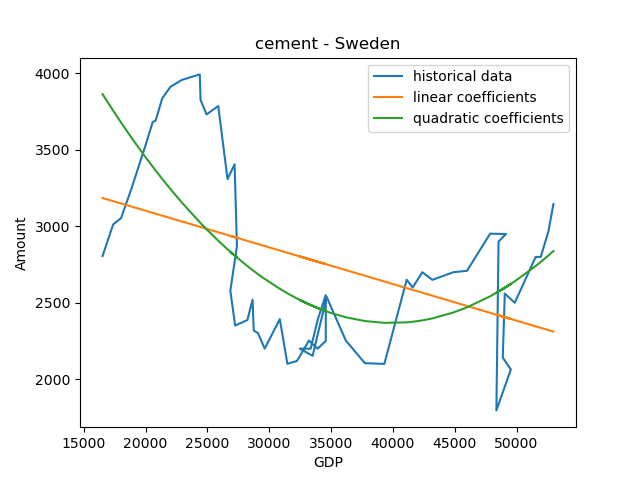 cement - Sweden
historical data
linear coefficients
quadratic coefficients
4000
3500
3000
2500
2000
Amount
15000 20000 25000 30000 35000 40000 45000 50000
GDP